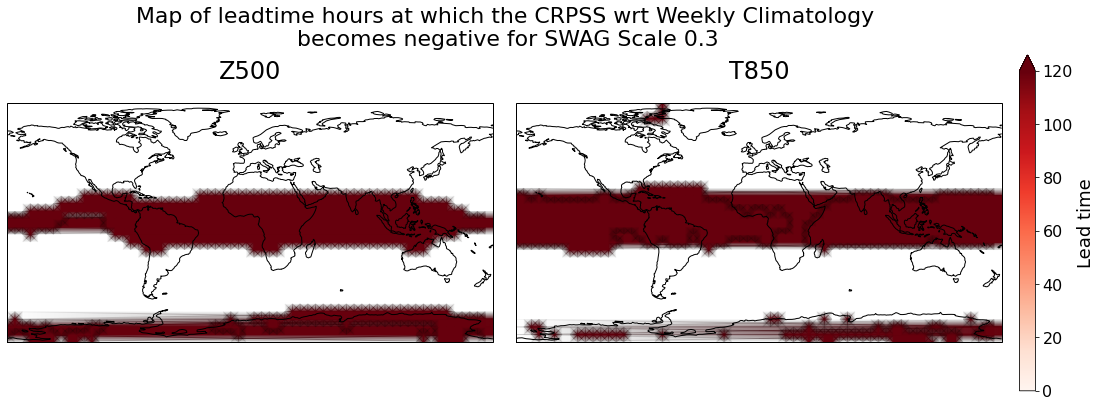 Map of leadtime hours at which the CRPSS wrt Weekly Climatology
becomes negative for SWAG Scale 0.3
Z500
T850
120
100
80
60
40
20
0
Lead time